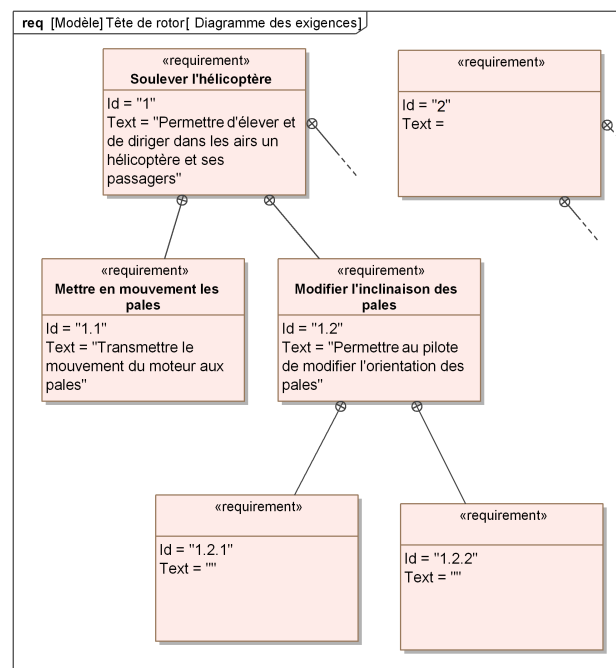 req [Modèle] Tête de rotor[ Diagramme des exigences]
«requirement»
Soulever l'hélicoptère
Id = "1"
Text = "Permettre d'élever et
de diriger dans les airs un
hélicoptère et ses
passagers"
«requirement»
Id = "2"
Text =
«requirement»
Mettre en mouvement les
pales
Id = "1.1"
Text = "Transmettre le
mouvement du moteur aux
pales"
«requirement»
Modifier l'inclinaison des
pales
Id = "1.2"
Text = "Permettre au pilote
de modifier l'orientation des
pales"
«requirement»
Id = "1.2.1"
Text = ""
«requirement»
Id = "1.2.2"
Text = ""